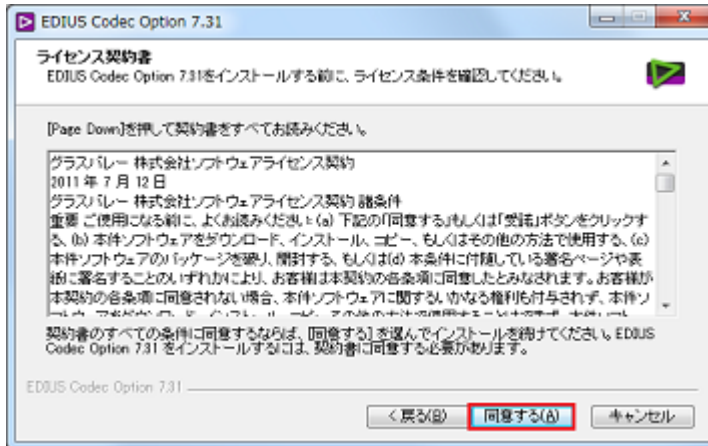 EDIUS Codec Option 7.31
ライセンス契約書
EDIUS Codec Option 7.31をインストールする前に、ライセンス条件を確認してください。
[Page Down]を押して契約書をすべてお読みください。
グラスバレー 株式会社ソフトウェアライセンス契約
2011 年 7 月 12 日
グラスバレー 株式会社ソフトウェアライセンス契約 諸条件
重要 ご使用になる前に、よくお読みください: (a) 下記の「同意する」もしくは「受諾」ボタンをクリックす
る、(b) 本件ソフトウェアをダウンロード、インストール、コピー、もしくはその他の方法で使用する、(c)
本件ソフトウェアのパッケージを破り、開封する、もしくは(d) 本条件に付随している署名ページや表
紙に署名することのいずれかにより、お客様は本契約の各条項に同意したとみなされます。お客様が
本契約の各条項に同意されない場合、本件ソフトウェアに関するいかなる権利も付与されず、本件ソ
契約書のすべての条件に同意するならば、[同意する] を選んでインストールを続けてください。EDIUS
Codec Option 7.31 をインストールするには、契約書に同意する必要があります。
EDIUS Codec Option 7.31
< 戻る(B)
同意する(A)
キャンセル